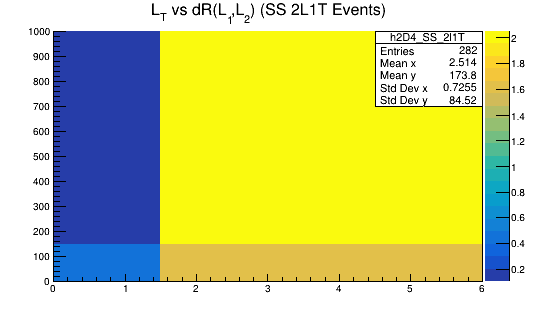 L_T vs dR(L_1,L_2) (SS 2L1T Events)
h2D4_SS_2l1T
Entries 282
Mean x 2.514
Mean y 173.8
Std Dev x 0.7255
Std Dev y 84.52
1000
900
800
700
600
500
400
300
200
100
0
0 1 2 3 4 5 6
2
1.8
1.6
1.4
1.2
1
0.8
0.6
0.4
0.2